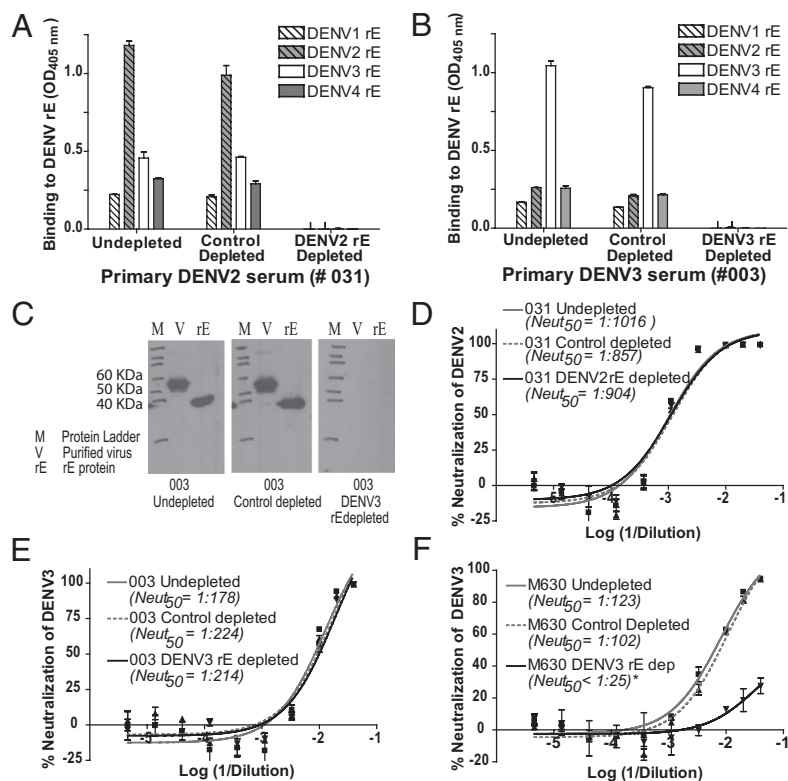 A
Binding to DENV rE (OD405 nm)
1.0
0.5
0.0
DENV1 rE
DENV2 rE
DENV3 rE
DENV4 rE
Undepleted
Control
Depleted
DENV2 rE
Depleted
Primary DENV2 serum (# 031)
B
Binding to DENV rE (OD405 nm)
1.0
0.5
0.0
DENV1 rE
DENV2 rE
DENV3 rE
DENV4 rE
Undepleted
Control
Depleted
DENV3 rE
Depleted
Primary DENV3 serum (#003)
C
M V rE
M V rE
M V rE
60 KDa
50 KDa
40 KDa
M Protein Ladder
V Purified virus
rE rE protein
003
Undepleted
003
Control depleted
003
DENV3
rEdepleted
D
% Neutralization of DENV2
100
75
50
25
0
-25
031 Undepleted
(Neut50 = 1:1016 )
031 Control depleted
(Neut50 = 1:857)
031 DENV2rE depleted
(Neut50 = 1:904)
-5 -4 -3 -2 -1
Log (1/Dilution)
E
% Neutralization of DENV3
100
75
50
25
0
-25
003 Undepleted
(Neut50 = 1:178)
003 Control depleted
(Neut50 = 1:224)
003 DENV3 rE depleted
(Neut50 = 1:214)
-5 -4 -3 -2 -1
Log (1/Dilution)
F
% Neutralization of DENV3
100
80
60
40
20
0
-20
M630 Undepleted
(Neut50 = 1:123)
M630 Control Depleted
(Neut50 = 1:102)
M630 DENV3 rE dep
(Neut50 < 1:25)*
-5 -4 -3 -2 -1
Log (1/Dilution)